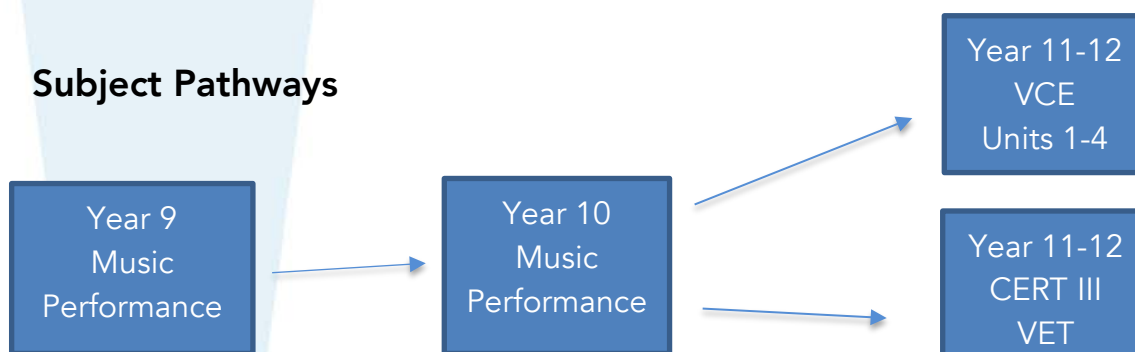 Subject Pathways
Year 9
Music
Performance
Year 10
Music
Performance
Year 11-12
VCE
Units 1-4
Year 11-12
CERT III
VET